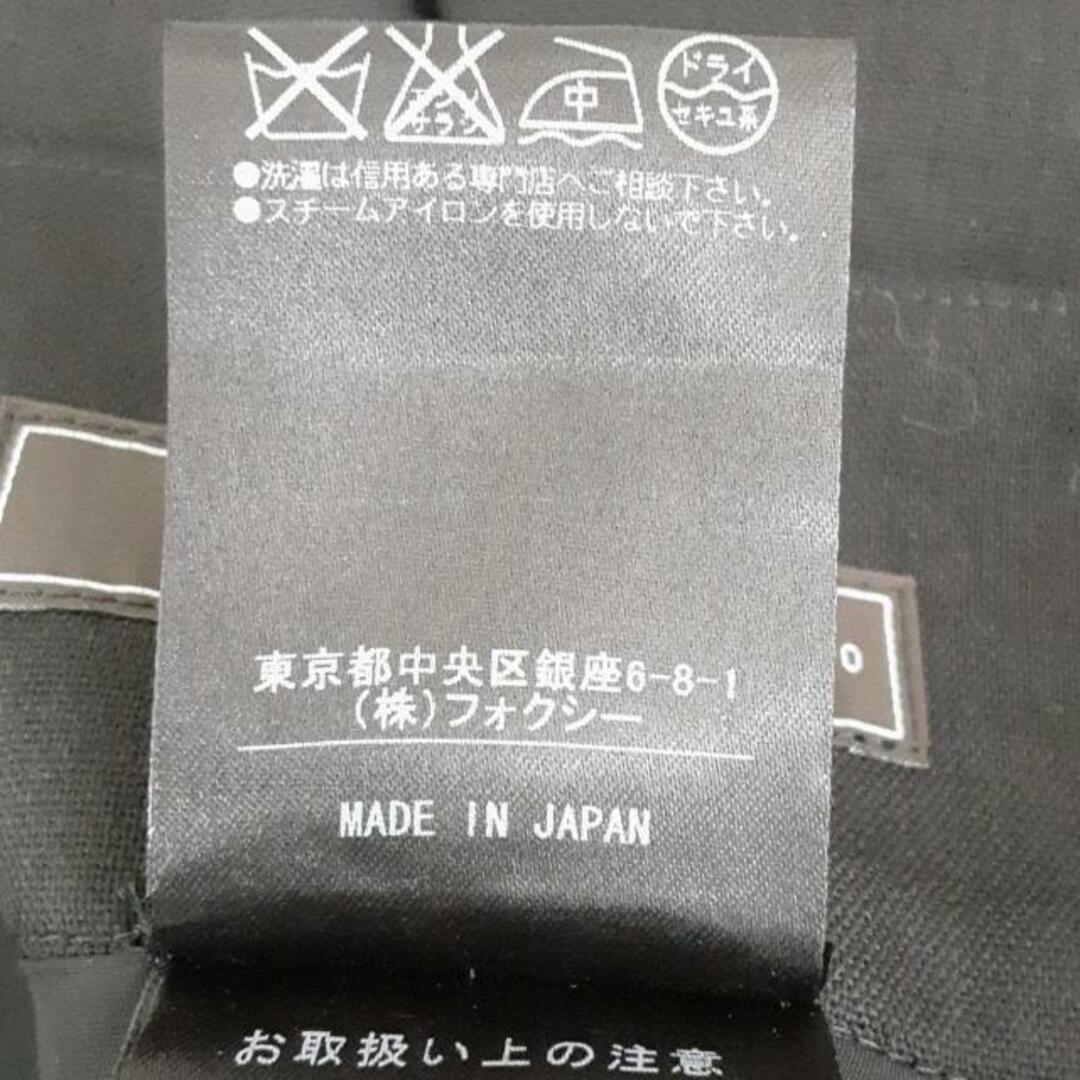 エンソ
サラシ
中
ドライ
セキユ系
●洗濯は信用ある専門店へご相談下さい。
●スチームアイロンを使用しないで下さい。
O
東京都中央区銀座6-8-1
(株)フォクシー
MADE IN JAPAN
お取扱い上の注意